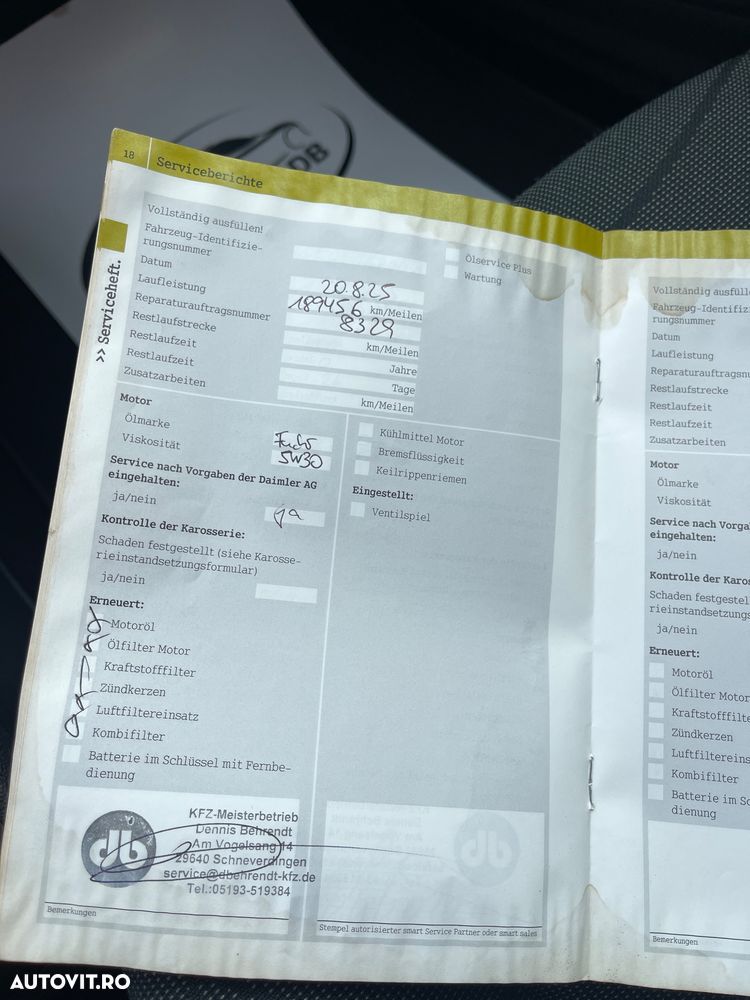 DB
18 Serviceberichte
>> Serviceheft.
Vollständig ausfüllen!
Fahrzeug-Identifizie-
rungsnummer
Datum 20.8.25
Laufleistung 189456 km/Meilen
Reparaturauftragsnummer 8329
Restlaufstrecke km/Meilen
Restlaufzeit Jahre
Restlaufzeit Tage
Zusatzarbeiten km/Meilen
Ölservice Plus
Wartung
Motor
Ölmarke Fuchs
Viskosität 5W30
Service nach Vorgaben der Daimler AG
eingehalten:
ja/nein ja
Kontrolle der Karosserie:
Schaden festgestellt (siehe Karosse-
rieinstandsetzungsformular)
ja/nein
Erneuert:
Motoröl
Ölfilter Motor
Kraftstofffilter
Zündkerzen
Luftfiltereinsatz
Kombifilter
Batterie im Schlüssel mit Fernbe-
dienung
Kühlmittel Motor
Bremsflüssigkeit
Keilrippenriemen
Eingestellt:
Ventilspiel
db
KFZ-Meisterbetrieb
Dennis Behrendt
Am Vogelsang 14
29640 Schneverdingen
service@dbehrendt-kfz.de
Tel.:05193-519384
Bemerkungen
Stempel autorisierter smart Service Partner oder smart sales
Vollständig ausfülle
Fahrzeug-Identifi
rungsnummer
Datum
Laufleistung
Reparaturauftragsnu
Restlaufstrecke
Restlaufzeit
Restlaufzeit
Zusatzarbeiten
Motor
Ölmarke
Viskosität
Service nach Vorga
eingehalten:
ja/nein
Kontrolle der Karos
Schaden festgestell
rieinstandsetzungs
ja/nein
Erneuert:
Motoröl
Ölfilter Motor
Kraftstofffilte
Zündkerzen
Luftfiltereins
Kombifilter
Batterie im Sc
dienung
Bemerkungen
AUTOVIT.RO